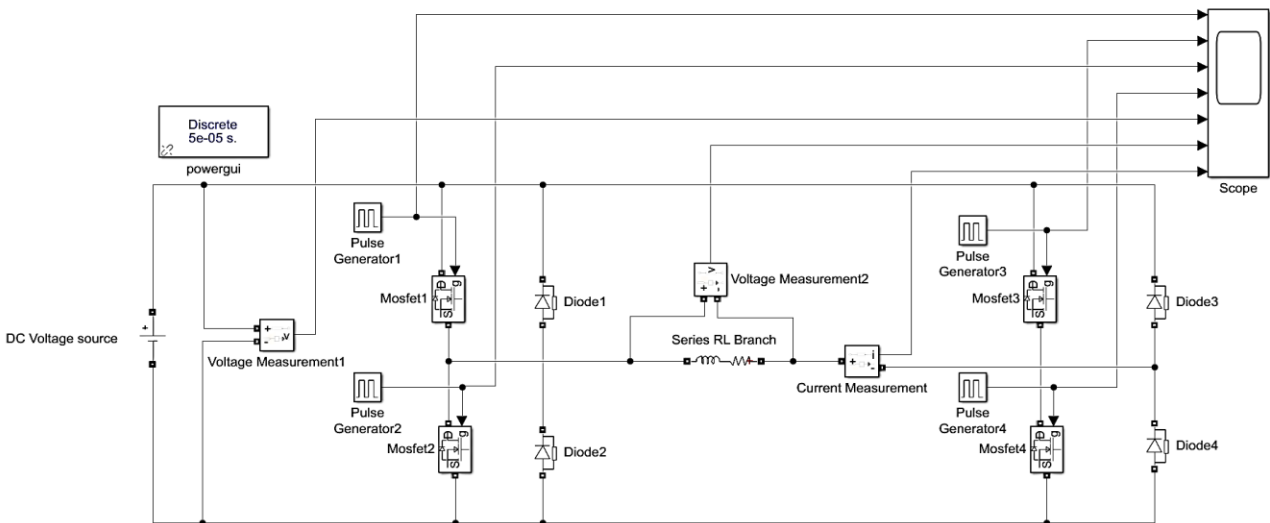 Discrete
5e-05 s.
powergui
Scope
Pulse
Generator1
Pulse
Generator3
Mosfet1
g
D
S
Diode1
v
+
-
Voltage Measurement2
Mosfet3
g
D
S
Diode3
DC Voltage source
+
+
-
v
Voltage Measurement1
Series RL Branch
+
+
-
i
Current Measurement
Pulse
Generator2
Pulse
Generator4
Mosfet2
g
D
S
Diode2
Mosfet4
g
D
S
Diode4